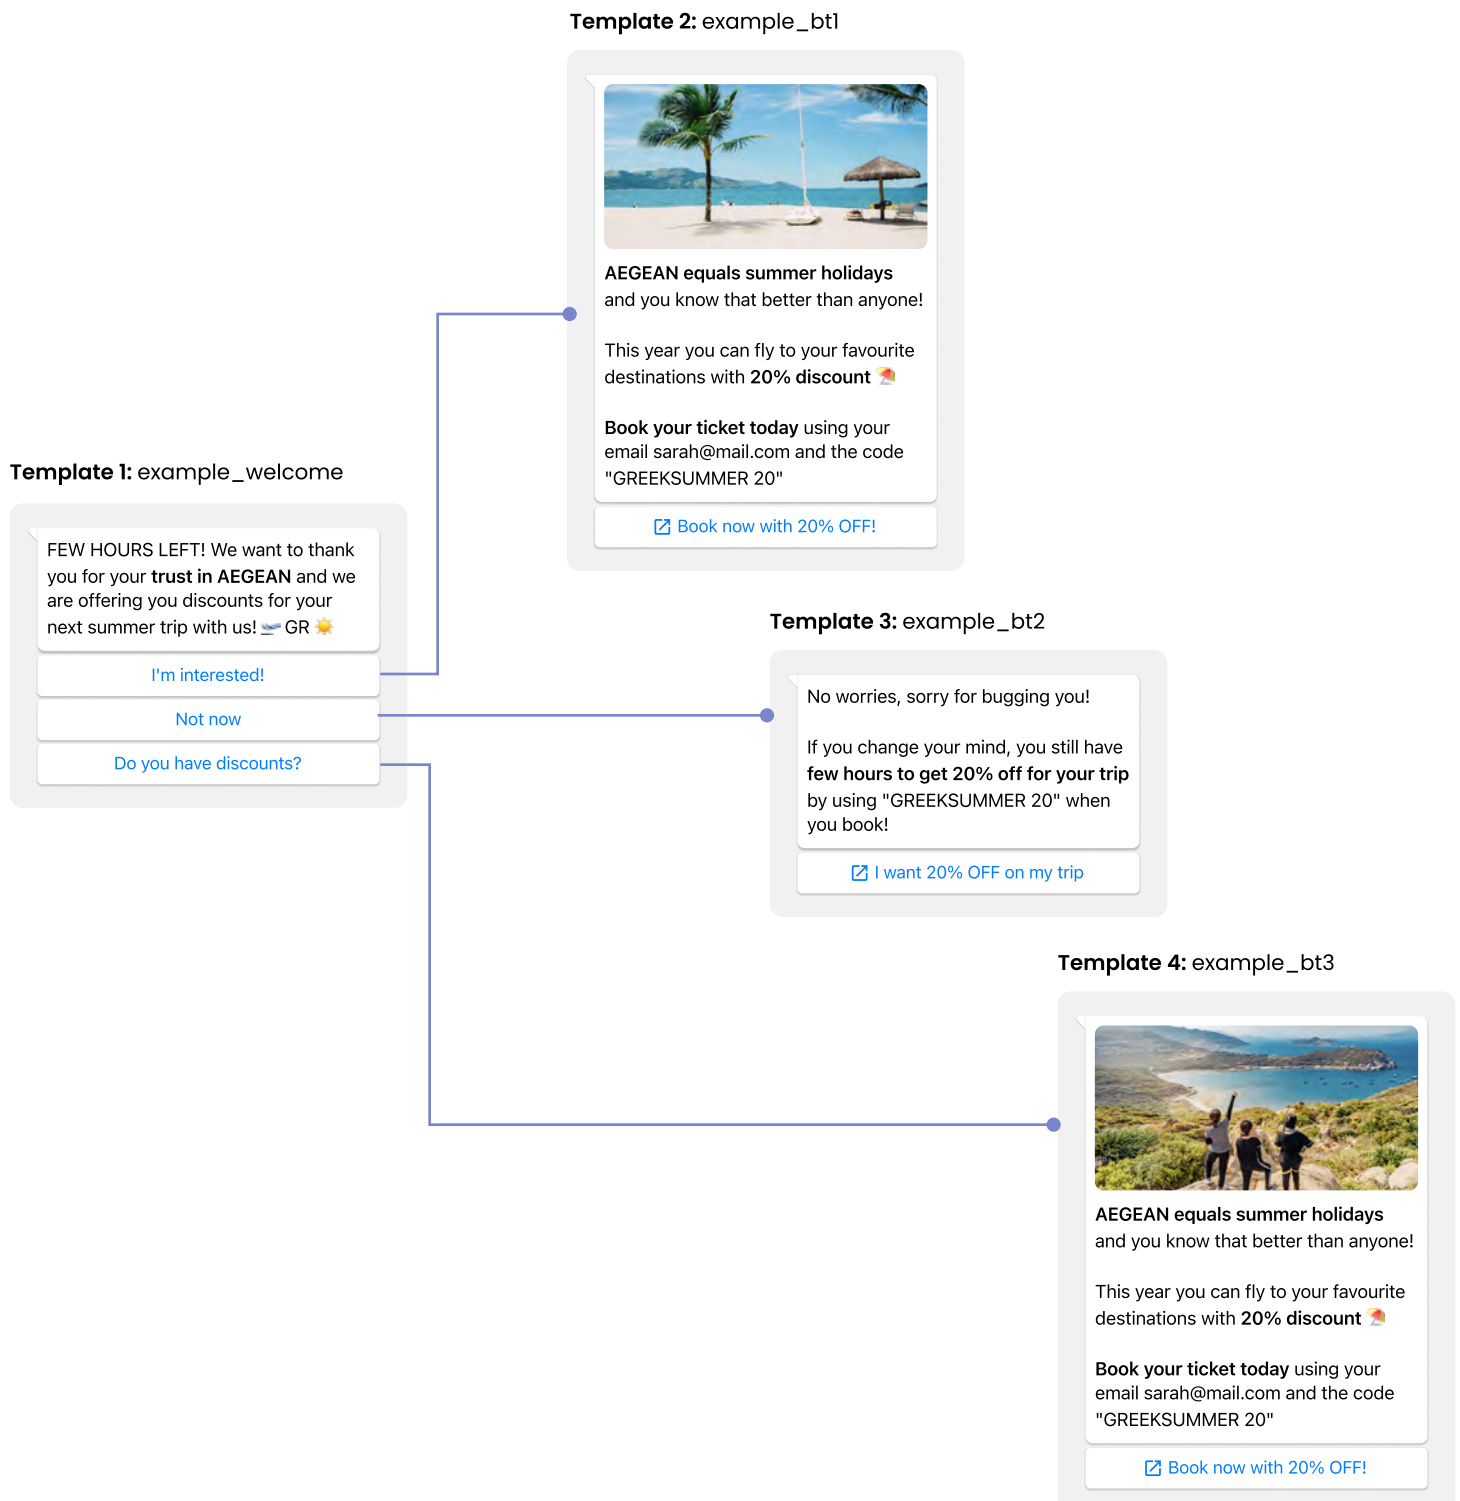 Template 2: example_bt1
AEGEAN equals summer holidays
and you know that better than anyone!
This year you can fly to your favourite
destinations with 20% discount
Book your ticket today using your
email sarah@mail.com and the code
"GREEKSUMMER 20"
Book now with 20% OFF!
Template 1: example_welcome
FEW HOURS LEFT! We want to thank
you for your trust in AEGEAN and we
are offering you discounts for your
next summer trip with us! 🛫 GR ☀️
I'm interested!
Not now
Do you have discounts?
Template 3: example_bt2
No worries, sorry for bugging you!
If you change your mind, you still have
few hours to get 20% off for your trip
by using "GREEKSUMMER 20" when
you book!
I want 20% OFF on my trip
Template 4: example_bt3
AEGEAN equals summer holidays
and you know that better than anyone!
This year you can fly to your favourite
destinations with 20% discount
Book your ticket today using your
email sarah@mail.com and the code
"GREEKSUMMER 20"
Book now with 20% OFF!